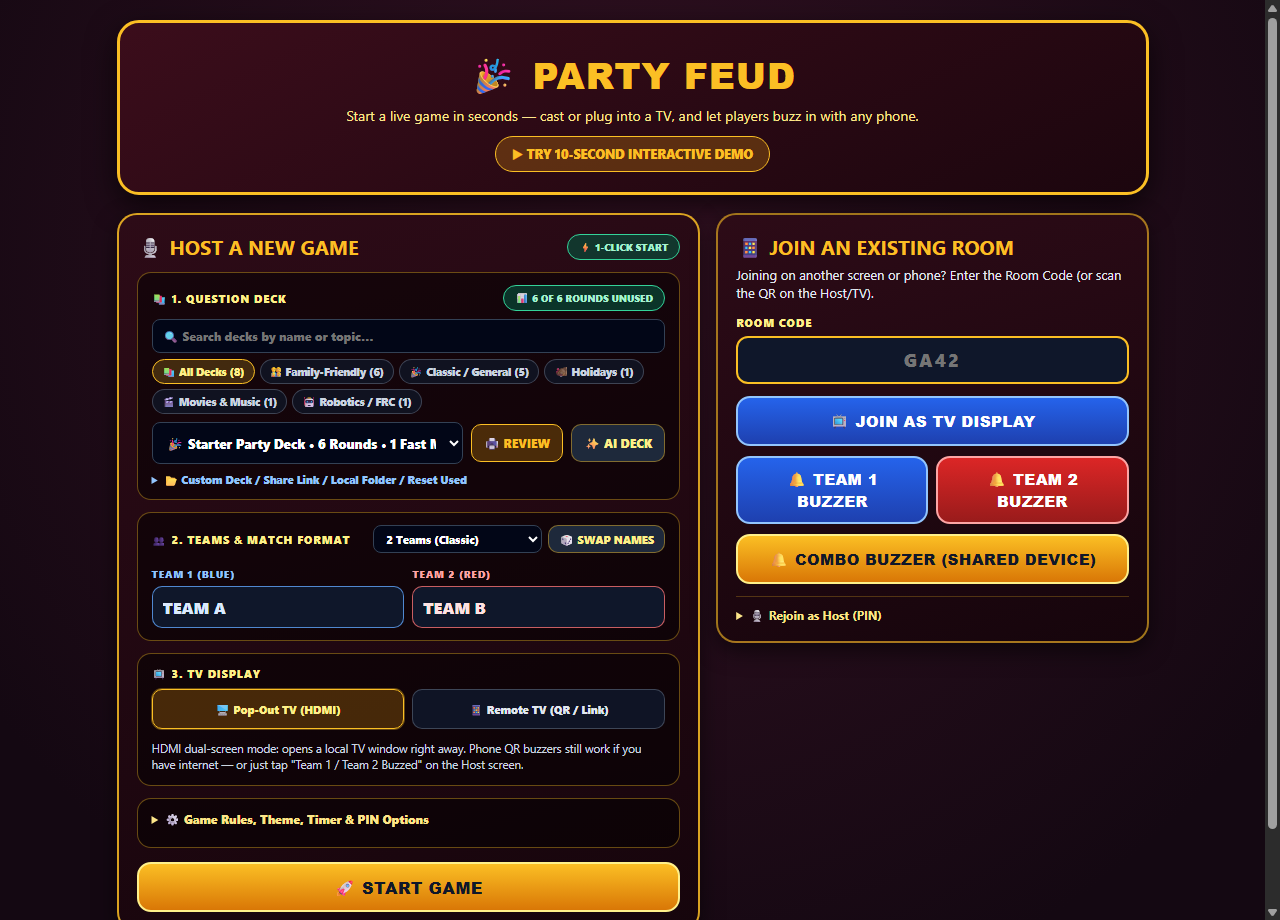 🎉 PARTY FEUD
Start a live game in seconds — cast or plug into a TV, and let players buzz in with any phone.
▶ TRY 10-SECOND INTERACTIVE DEMO
🎙️ HOST A NEW GAME
⚡ 1-CLICK START
📚 1. QUESTION DECK
📊 6 OF 6 ROUNDS UNUSED
🔍 Search decks by name or topic...
📚 All Decks (8)
👨‍👩‍👧‍👦 Family-Friendly (6)
🎉 Classic / General (5)
🦃 Holidays (1)
🎬 Movies & Music (1)
🤖 Robotics / FRC (1)
🎉 Starter Party Deck • 6 Rounds • 1 Fast
🖨️ REVIEW
✨ AI DECK
▶ 📂 Custom Deck / Share Link / Local Folder / Reset Used
👥 2. TEAMS & MATCH FORMAT
2 Teams (Classic)
🎲 SWAP NAMES
TEAM 1 (BLUE)
TEAM 2 (RED)
TEAM A
TEAM B
📺 3. TV DISPLAY
🖥️ Pop-Out TV (HDMI)
📱 Remote TV (QR / Link)
HDMI dual-screen mode: opens a local TV window right away. Phone QR buzzers still work if you
have internet — or just tap "Team 1 / Team 2 Buzzed" on the Host screen.
▶ ⚙️ Game Rules, Theme, Timer & PIN Options
🚀 START GAME
📱 JOIN AN EXISTING ROOM
Joining on another screen or phone? Enter the Room Code (or scan
the QR on the Host/TV).
ROOM CODE
GA42
📺 JOIN AS TV DISPLAY
🔔 TEAM 1
BUZZER
🔔 TEAM 2
BUZZER
🔔 COMBO BUZZER (SHARED DEVICE)
▶ 🎙️ Rejoin as Host (PIN)